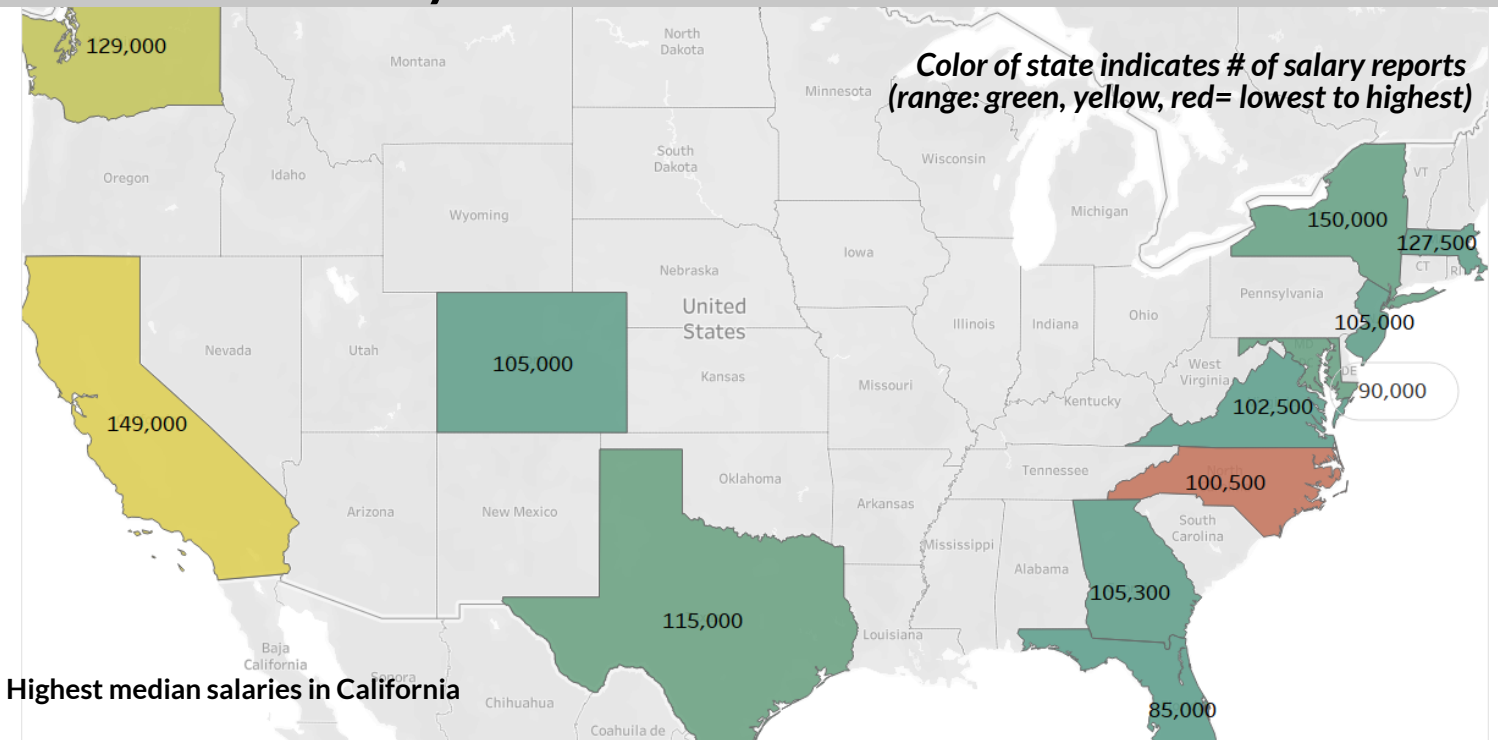 129,000
North
Dakota
Montana
Color of state indicates # of salary reports
(range: green, yellow, red= lowest to highest)
Minnesota
South
Dakota
Wisconsin
VT
Oregon
Idaho
Wyoming
Michigan
150,000
127,500
Iowa
Nebraska
CT
RI
United
States
Pennsylvania
Illinois
Indiana
Ohio
105,000
Nevada
Utah
105,000
Kansas
Missouri
West
Virginia
MD
DE
90,000
Kentucky
102,500
149,000
Tennessee
North
100,500
Oklahoma
Arkansas
Arizona
New Mexico
South
Carolina
Mississippi
Alabama
105,300
115,000
Louisiana
Baja
California
Sonora
Highest median salaries in California
Chihuahua
Coahuila de
85,000